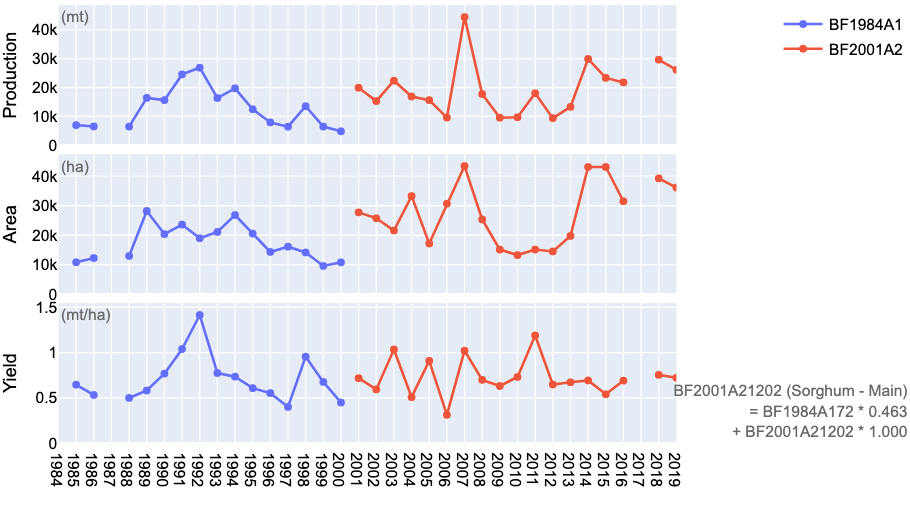 (mt)
BF1984A1
BF2001A2
Production
40k
30k
20k
10k
0
(ha)
Area
40k
30k
20k
10k
0
(mt/ha)
Yield
1.5
1
0.5
0
BF2001A21202 (Sorghum - Main)
= BF1984A172 * 0.463
+ BF2001A21202 * 1.000
1984
1985
1986
1987
1988
1989
1990
1991
1992
1993
1994
1995
1996
1997
1998
1999
2000
2001
2002
2003
2004
2005
2006
2007
2008
2009
2010
2011
2012
2013
2014
2015
2016
2017
2018
2019